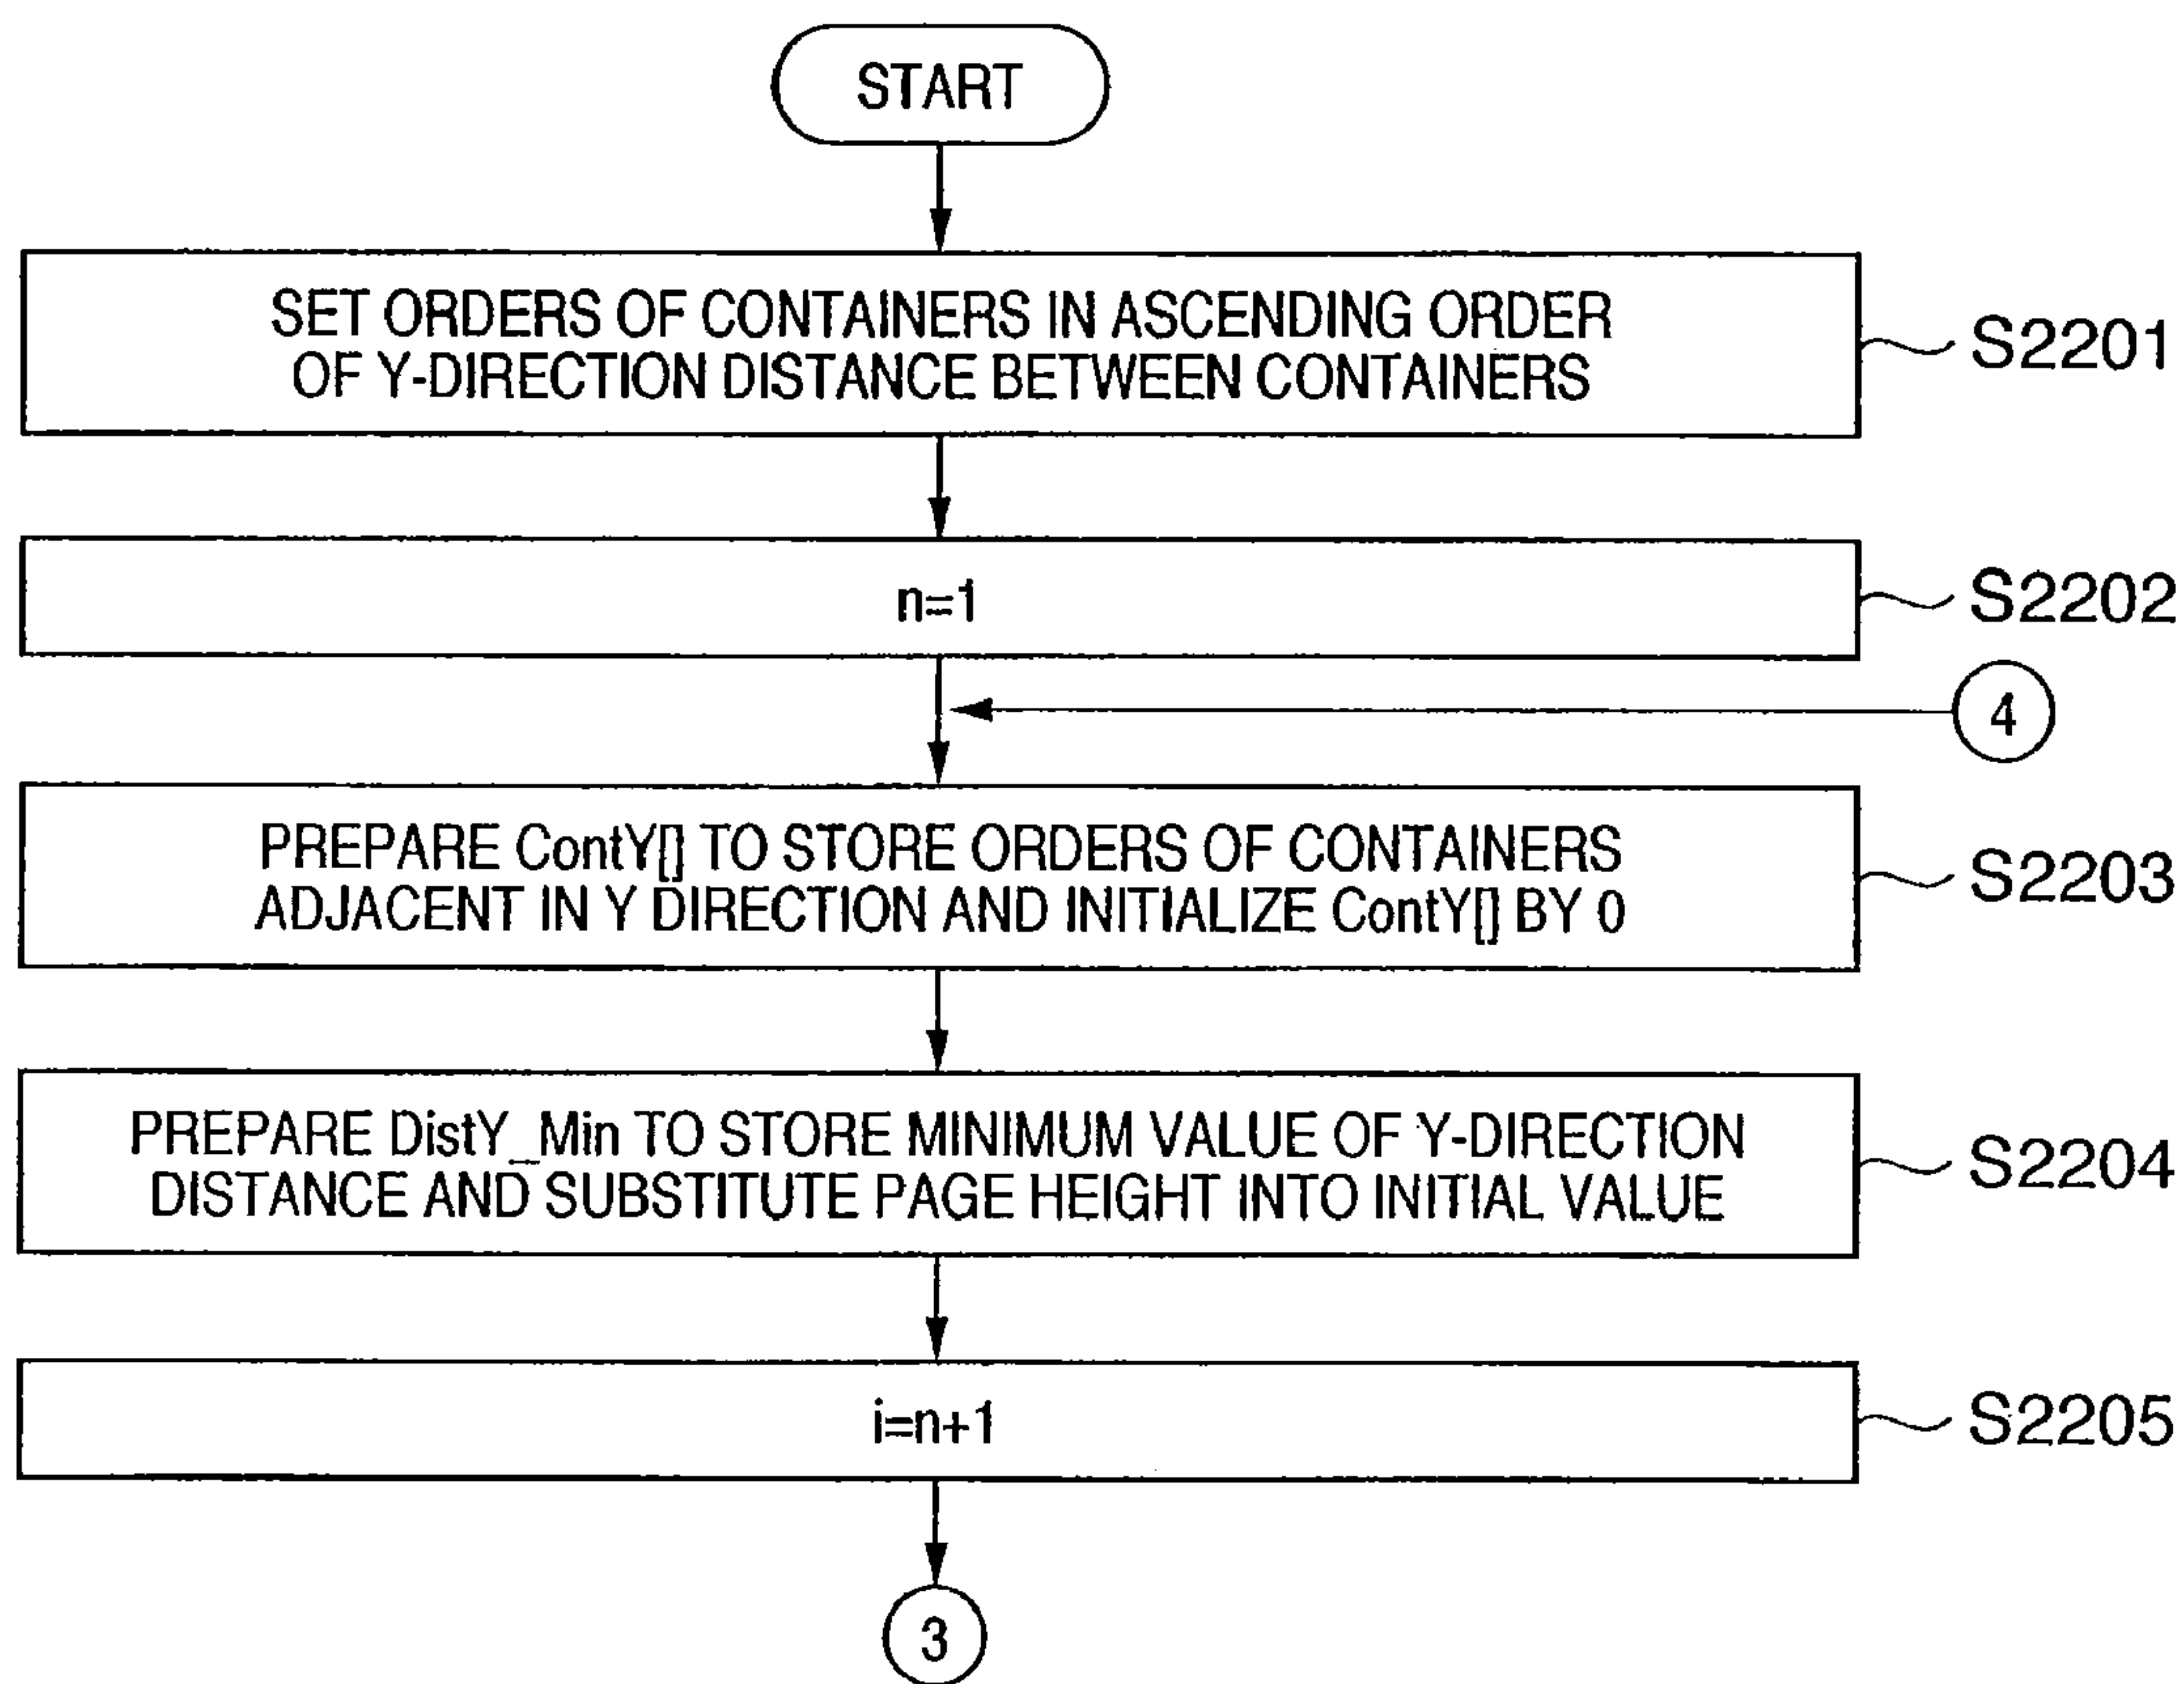 START
SET ORDERS OF CONTAINERS IN ASCENDING ORDER
OF Y-DIRECTION DISTANCE BETWEEN CONTAINERS
S2201
n=1
S2202
4
PREPARE ContY[] TO STORE ORDERS OF CONTAINERS
ADJACENT IN Y DIRECTION AND INITIALIZE ContY[] BY 0
S2203
PREPARE DistY_Min TO STORE MINIMUM VALUE OF Y-DIRECTION
DISTANCE AND SUBSTITUTE PAGE HEIGHT INTO INITIAL VALUE
S2204
i=n+1
S2205
3